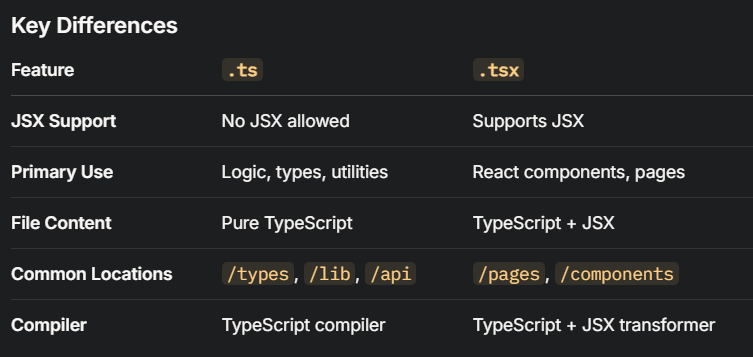 Key Differences
Feature .ts .tsx
JSX Support No JSX allowed Supports JSX
Primary Use Logic, types, utilities React components, pages
File Content Pure TypeScript TypeScript + JSX
Common Locations /types, /lib, /api /pages, /components
Compiler TypeScript compiler TypeScript + JSX transformer